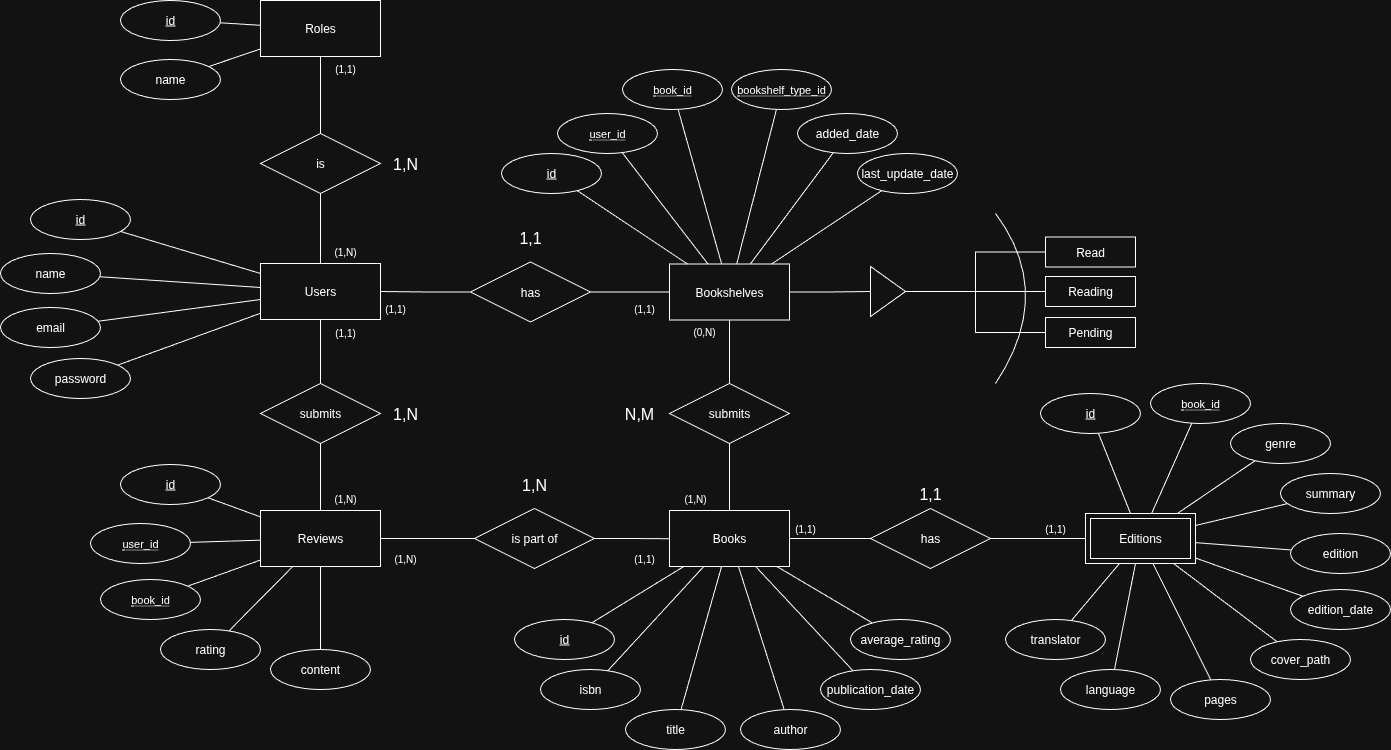 id
Roles
name
(1,1)
is
1,N
(1,N)
book_id
bookshelf_type_id
user_id
added_date
id
last_update_date
id
name
Users
email
password
(1,1)
1,1
has
(1,1)
Bookshelves
Read
Reading
Pending
(1,1)
submits
1,N
(1,N)
(0,N)
N,M
submits
(1,N)
id
user_id
Reviews
book_id
rating
content
(1,N)
1,N
is part of
(1,1)
Books
(1,1)
1,1
has
(1,1)
id
isbn
title
author
publication_date
average_rating
id
book_id
genre
summary
Editions
edition
edition_date
cover_path
pages
language
translator